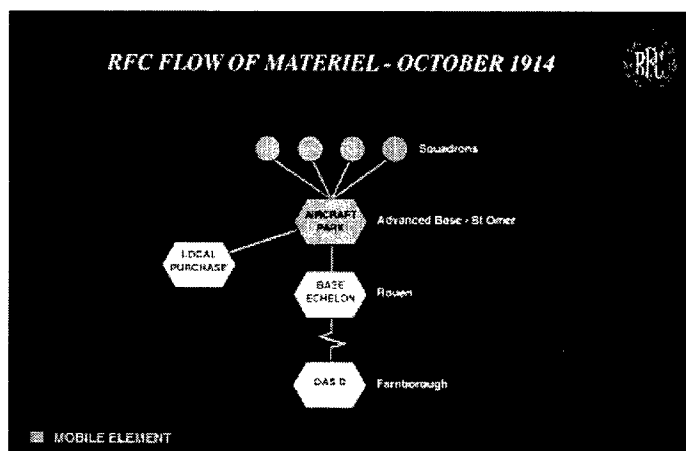 RFC FLOW OF MATERIEL - OCTOBER 1914
RFC
Squadrons
AIRCRAFT
PARK
Advanced Base - St Omer
LOCAL
PURCHASE
BASE
ECHELON
Rouen
OAS D
Farnborough
MOBILE ELEMENT